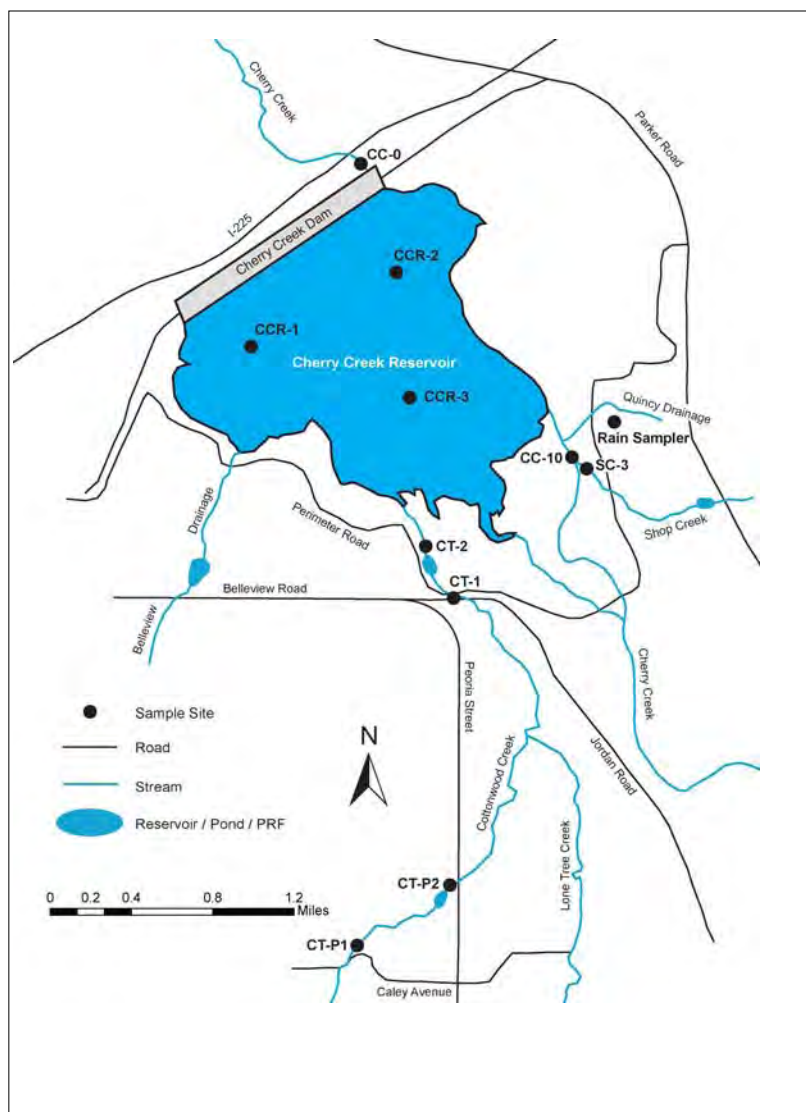 Cherry Creek
Parker Road
CC-0
I-225
Cherry Creek Dam
CCR-2
CCR-1
Cherry Creek Reservoir
CCR-3
Quincy Drainage
Rain Sampler
CC-10
SC-3
Shop Creek
Drainage
Perimeter Road
CT-2
Belleview Road
CT-1
Belleview
Peoria Street
Cherry Creek
Sample Site
Road
Stream
Reservoir / Pond / PRF
N
Jordan Road
Cottonwood Creek
Lone Tree Creek
0 0.2 0.4 0.8 1.2
Miles
CT-P2
CT-P1
Caley Avenue